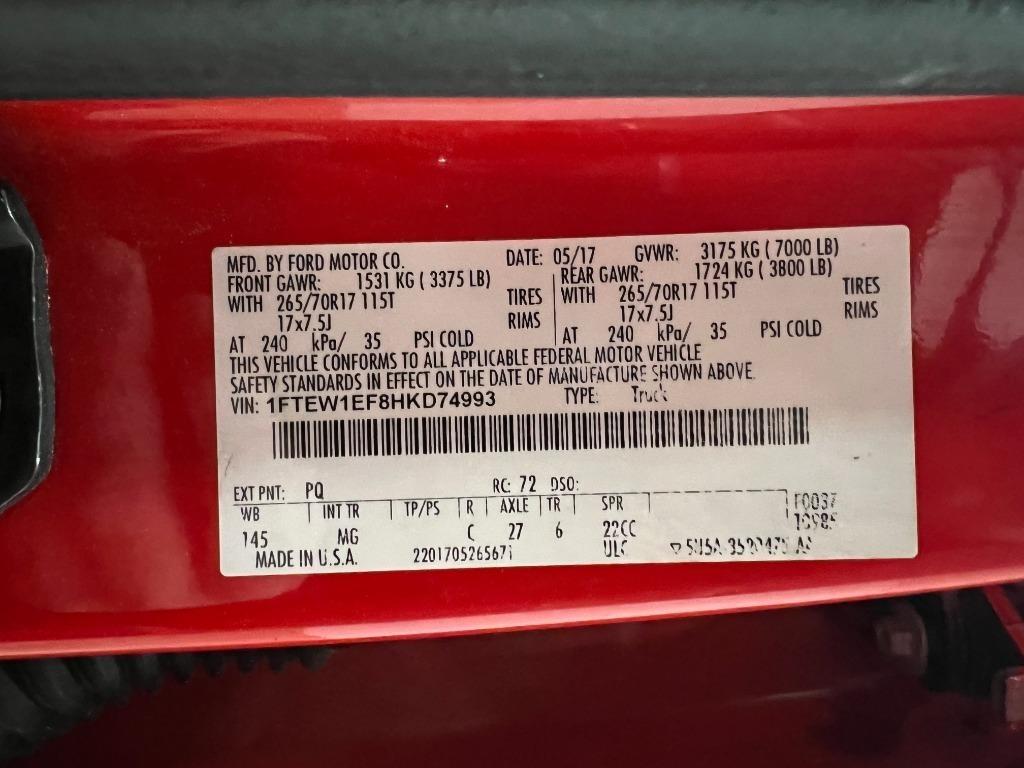 MFD. BY FORD MOTOR CO. DATE: 05/17 GVWR: 3175 KG ( 7000 LB)
FRONT GAWR: 1531 KG ( 3375 LB) REAR GAWR: 1724 KG ( 3800 LB)
WITH 265/70R17 115T TIRES WITH 265/70R17 115T TIRES
17x7.5J RIMS 17x7.5J RIMS
AT 240 kPa/ 35 PSI COLD AT 240 kPa/ 35 PSI COLD
THIS VEHICLE CONFORMS TO ALL APPLICABLE FEDERAL MOTOR VEHICLE
SAFETY STANDARDS IN EFFECT ON THE DATE OF MANUFACTURE SHOWN ABOVE.
VIN: 1FTEW1EF8HKD74993 TYPE: Truck
EXT PNT: PQ RC: 72 DSO:
WB INT TR TP/PS R AXLE TR SPR F0037
145 MG C 27 6 22CC
MADE IN U.S.A. 2201705265671